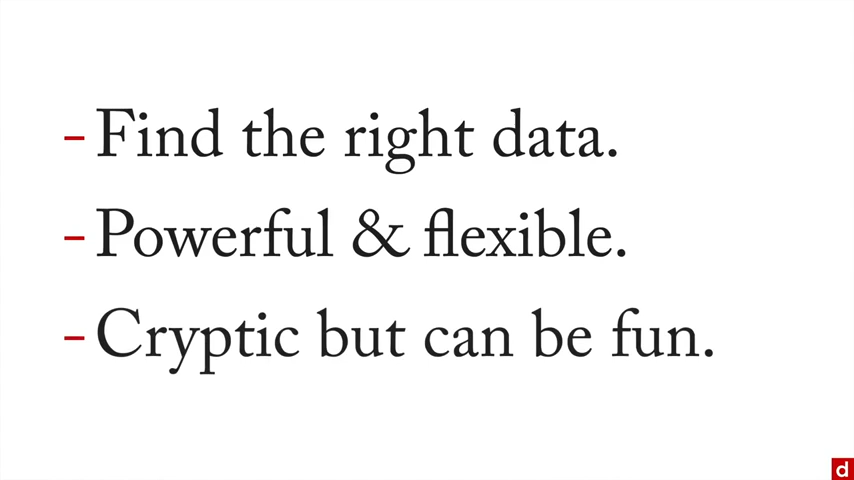 - Find the right data.
- Powerful & flexible.
- Cryptic but can be fun.
d